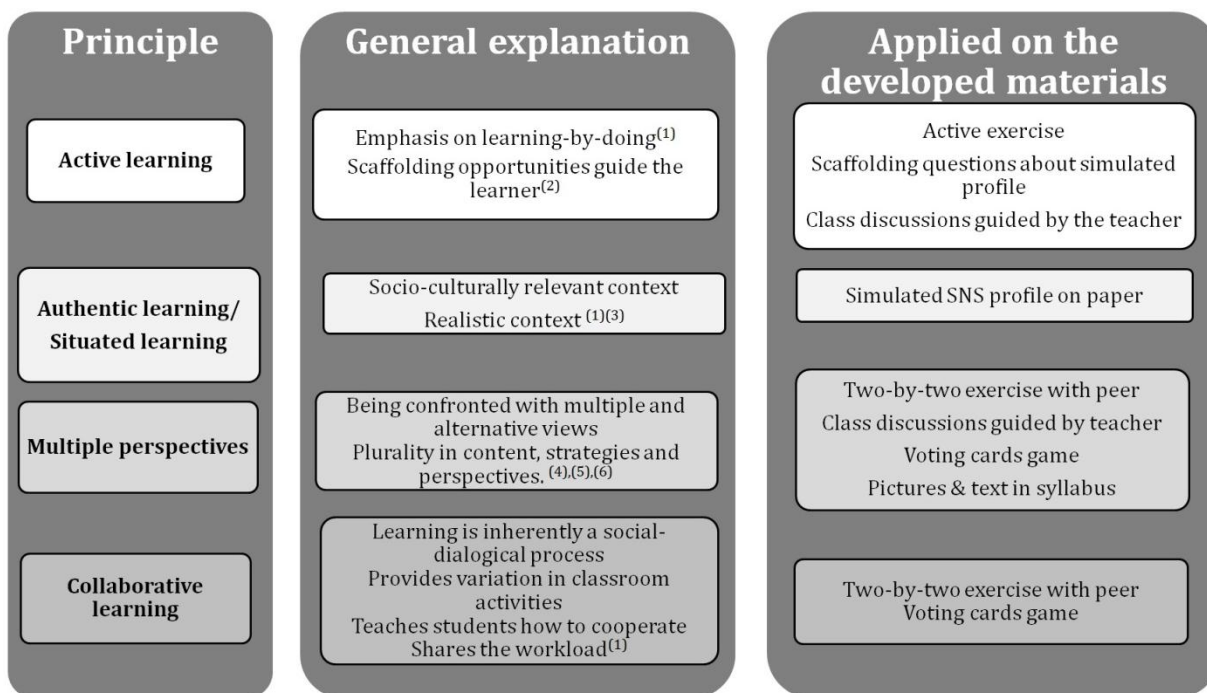 Principle
General explanation
Applied on the
developed materials
Active learning
Emphasis on learning-by-doing(1)
Scaffolding opportunities guide the
learner(2)
Active exercise
Scaffolding questions about simulated
profile
Class discussions guided by the teacher
Authentic learning/
Situated learning
Socio-culturally relevant context
Realistic context (1)(3)
Simulated SNS profile on paper
Multiple perspectives
Being confronted with multiple and
alternative views
Plurality in content, strategies and
perspectives. (4),(5),(6)
Two-by-two exercise with peer
Class discussions guided by teacher
Voting cards game
Pictures & text in syllabus
Collaborative
learning
Learning is inherently a social-
dialogical process
Provides variation in classroom
activities
Teaches students how to cooperate
Shares the workload(1)
Two-by-two exercise with peer
Voting cards game